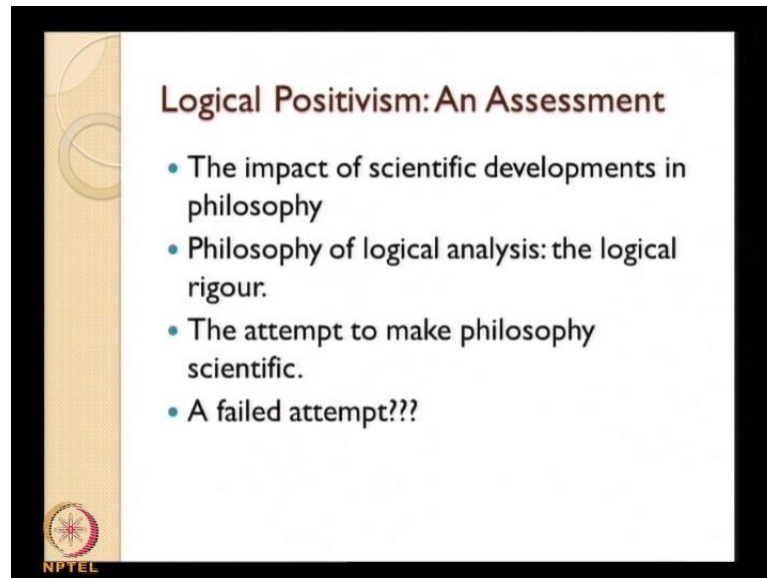 Logical Positivism: An Assessment
• The impact of scientific developments in
philosophy
• Philosophy of logical analysis: the logical
rigour.
• The attempt to make philosophy
scientific.
• A failed attempt???
NPTEL